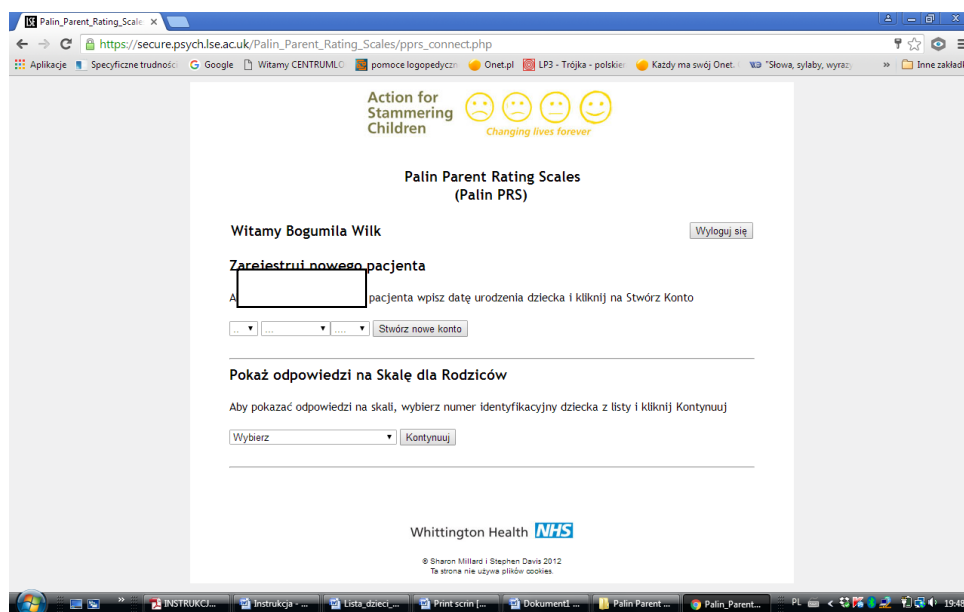 Palin_Parent_Rating_Scale
https://secure.psych.lse.ac.uk/Palin_Parent_Rating_Scales/pprs_connect.php
Aplikacje Specyficzne trudnośc Google Witamy CENTRUMLO pomoce logopedyczn Onet.pl LP3 - Trójka - polskie Każdy ma swój Onet. "Słowa, sylaby, wyraz » Inne zakład
Action for
Stammering
Children
Changing lives forever
Palin Parent Rating Scales
(Palin PRS)
Witamy Bogumila Wilk
Wyloguj się
Zarejestruj nowego pacjenta
A pacjenta wpisz datę urodzenia dziecka i kliknij na Stwórz Konto
.. ... .... Stwórz nowe konto
Pokaż odpowiedzi na Skalę dla Rodziców
Aby pokazać odpowiedzi na skali, wybierz numer identyfikacyjny dziecka z listy i kliknij Kontynuuj
Wybierz Kontynuuj
Whittington Health NHS
© Sharon Millard i Stephen Davis 2012
Ta strona nie używa plików cookies.
» INSTRUKCJ... Instrukcja - ... Lista_dzieci_... Print scrin [... Dokument1 ... Palin Parent ... Palin_Parent... PL 19:48